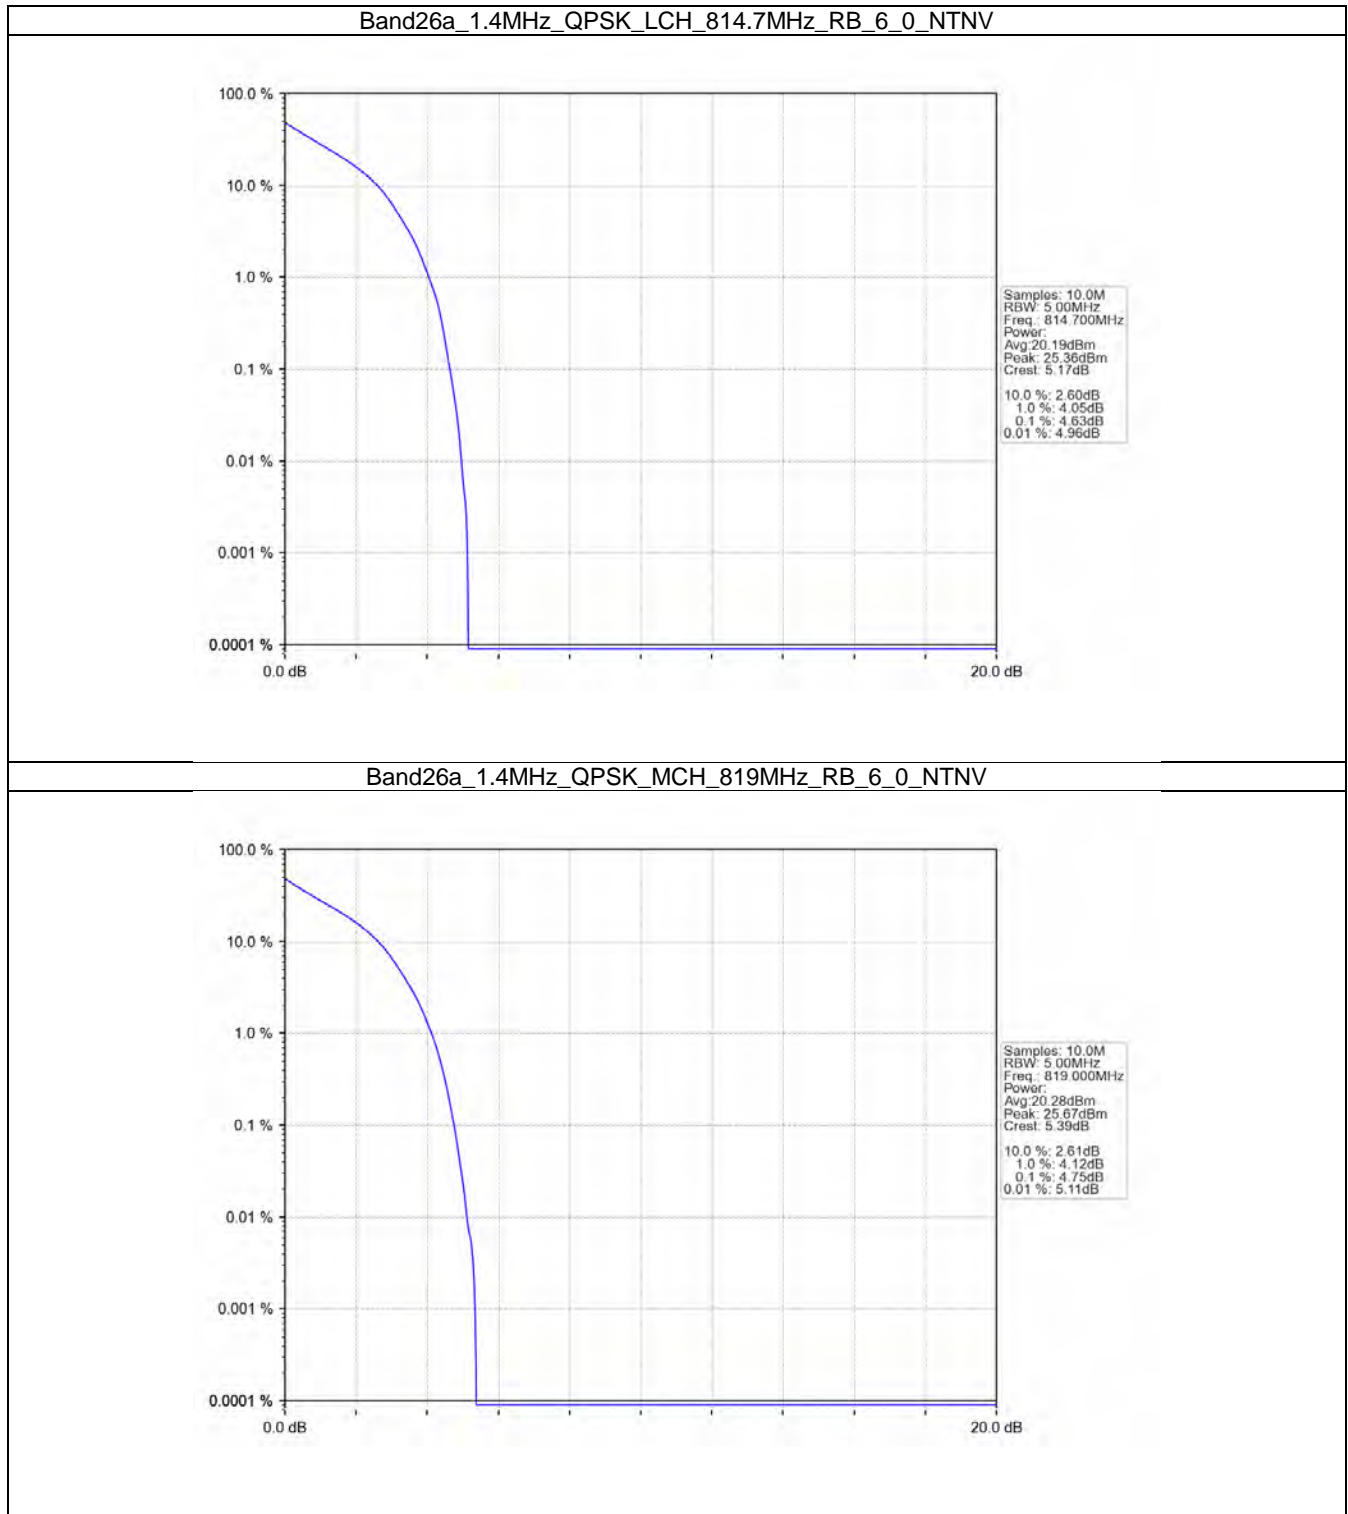 Band26a_1.4MHz_QPSK_LCH_814.7MHz_RB_6_0_NTNV
100.0 %
10.0 %
1.0 %
0.1 %
0.01 %
0.001 %
0.0001 %
0.0 dB
20.0 dB
Samples: 10.0M
RBW: 5.00MHz
Freq.: 814.700MHz
Power:
Avg:20.19dBm
Peak: 25.36dBm
Crest: 5.17dB
10.0 %: 2.60dB
1.0 %: 4.05dB
0.1 %: 4.63dB
0.01 %: 4.96dB
Band26a_1.4MHz_QPSK_MCH_819MHz_RB_6_0_NTNV
100.0 %
10.0 %
1.0 %
0.1 %
0.01 %
0.001 %
0.0001 %
0.0 dB
20.0 dB
Samples: 10.0M
RBW: 5.00MHz
Freq.: 819.000MHz
Power:
Avg:20.28dBm
Peak: 25.67dBm
Crest: 5.39dB
10.0 %: 2.61dB
1.0 %: 4.12dB
0.1 %: 4.75dB
0.01 %: 5.11dB